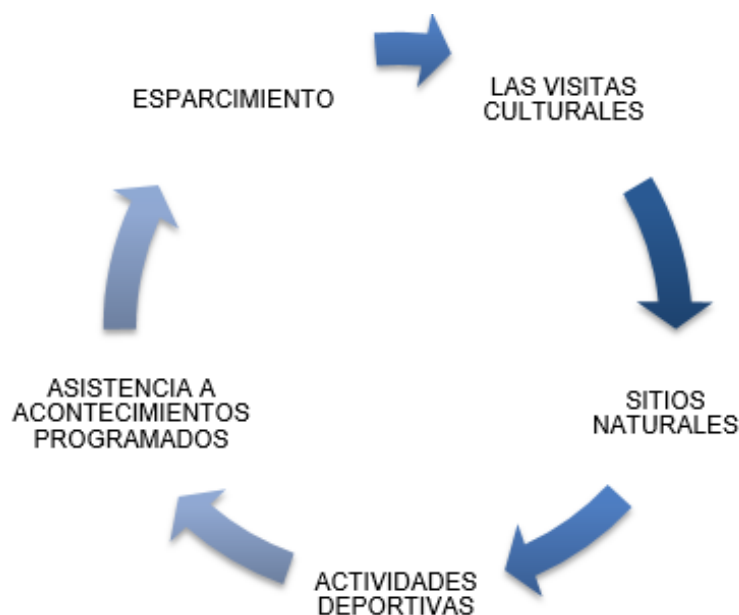 ESPARCIMIENTO
LAS VISITAS
CULTURALES
SITIOS
NATURALES
ACTIVIDADES
DEPORTIVAS
ASISTENCIA A
ACONTECIMIENTOS
PROGRAMADOS